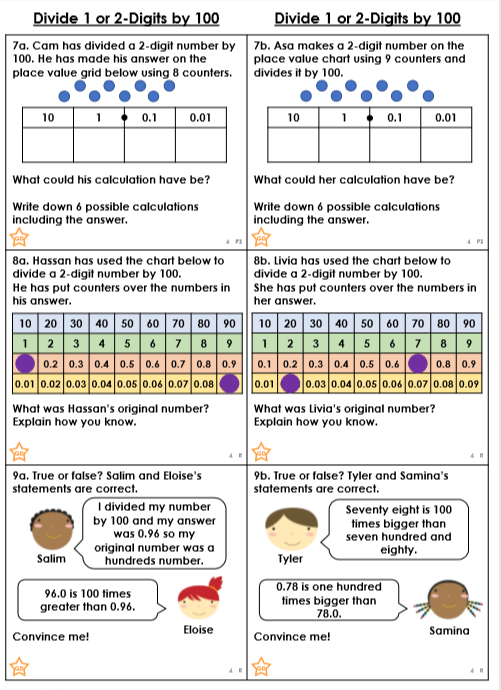 Divide 1 or 2-Digits by 100
7a. Cam has divided a 2-digit number by
100. He has made his answer on the
place value grid below using 8 counters.
10 1 0.1 0.01
What could his calculation have be?
Write down 6 possible calculations
including the answer.
GD
4 PS
Divide 1 or 2-Digits by 100
7b. Asa makes a 2-digit number on the
place value chart using 9 counters and
divides it by 100.
10 1 0.1 0.01
What could her calculation have be?
Write down 6 possible calculations
including the answer.
GD
4 PS
8a. Hassan has used the chart below to
divide a 2-digit number by 100.
He has put counters over the numbers in
his answer.
10 20 30 40 50 60 70 80 90
1 2 3 4 5 6 7 8 9
0.2 0.3 0.4 0.5 0.6 0.7 0.8 0.9
0.01 0.02 0.03 0.04 0.05 0.06 0.07 0.08
What was Hassan's original number?
Explain how you know.
GD
4 R
8b. Livia has used the chart below to
divide a 2-digit number by 100.
She has put counters over the numbers in
her answer.
10 20 30 40 50 60 70 80 90
1 2 3 4 5 6 7 8 9
0.1 0.2 0.3 0.4 0.5 0.6 0.8 0.9
0.01 0.03 0.04 0.05 0.06 0.07 0.08 0.09
What was Livia's original number?
Explain how you know.
GD
4 R
9a. True or false? Salim and Eloise's
statements are correct.
I divided my number
by 100 and my answer
was 0.96 so my
original number was a
hundreds number.
Salim
96.0 is 100 times
greater than 0.96.
Eloise
Convince me!
GD
4 R
9b. True or false? Tyler and Samina's
statements are correct.
Seventy eight is 100
times bigger than
seven hundred and
eighty.
Tyler
0.78 is one hundred
times bigger than
78.0.
Samina
Convince me!
GD
4 R